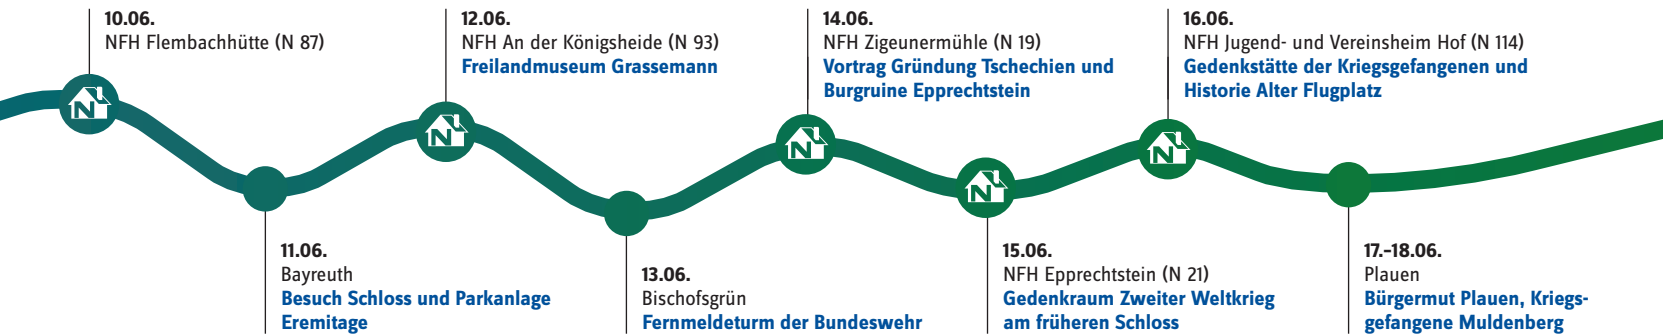 10.06.
NFH Flembachhütte (N 87)
N
11.06.
Bayreuth
Besuch Schloss und Parkanlage
Eremitage
12.06.
NFH An der Königsheide (N 93)
Freilandmuseum Grassemann
N
13.06.
Bischofsgrün
Fernmeldeturm der Bundeswehr
14.06.
NFH Zigeunermühle (N 19)
Vortrag Gründung Tschechien und
Burgruine Epprechtstein
N
15.06.
NFH Epprechtstein (N 21)
Gedenkraum Zweiter Weltkrieg
am früheren Schloss
N
16.06.
NFH Jugend- und Vereinsheim Hof (N 114)
Gedenkstätte der Kriegsgefangenen und
Historie Alter Flugplatz
N
17.-18.06.
Plauen
Bürgermut Plauen, Kriegs-
gefangene Muldenberg